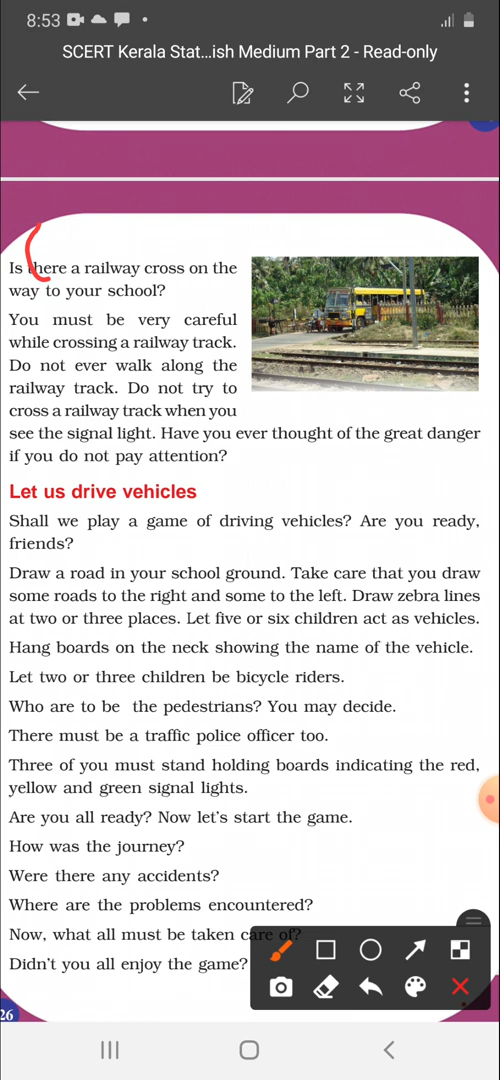 8:53
SCERT Kerala Stat...ish Medium Part 2 - Read-only
Is there a railway cross on the
way to your school?
You must be very careful
while crossing a railway track.
Do not ever walk along the
railway track. Do not try to
cross a railway track when you
see the signal light. Have you ever thought of the great danger
if you do not pay attention?
Let us drive vehicles
Shall we play a game of driving vehicles? Are you ready,
friends?
Draw a road in your school ground. Take care that you draw
some roads to the right and some to the left. Draw zebra lines
at two or three places. Let five or six children act as vehicles.
Hang boards on the neck showing the name of the vehicle.
Let two or three children be bicycle riders.
Who are to be the pedestrians? You may decide.
There must be a traffic police officer too.
Three of you must stand holding boards indicating the red,
yellow and green signal lights.
Are you all ready? Now let's start the game.
How was the journey?
Were there any accidents?
Where are the problems encountered?
Now, what all must be taken care of?
Didn't you all enjoy the game?
26